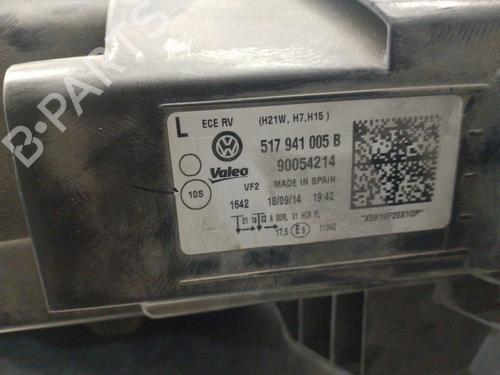 B-PARTS
L ECE RV (H21W, H7, H15)
517 941 005 B
Valeo 90054214
10S VF2 MADE IN SPAIN
1642 18/09/14 19:42
17,5 E9 11342